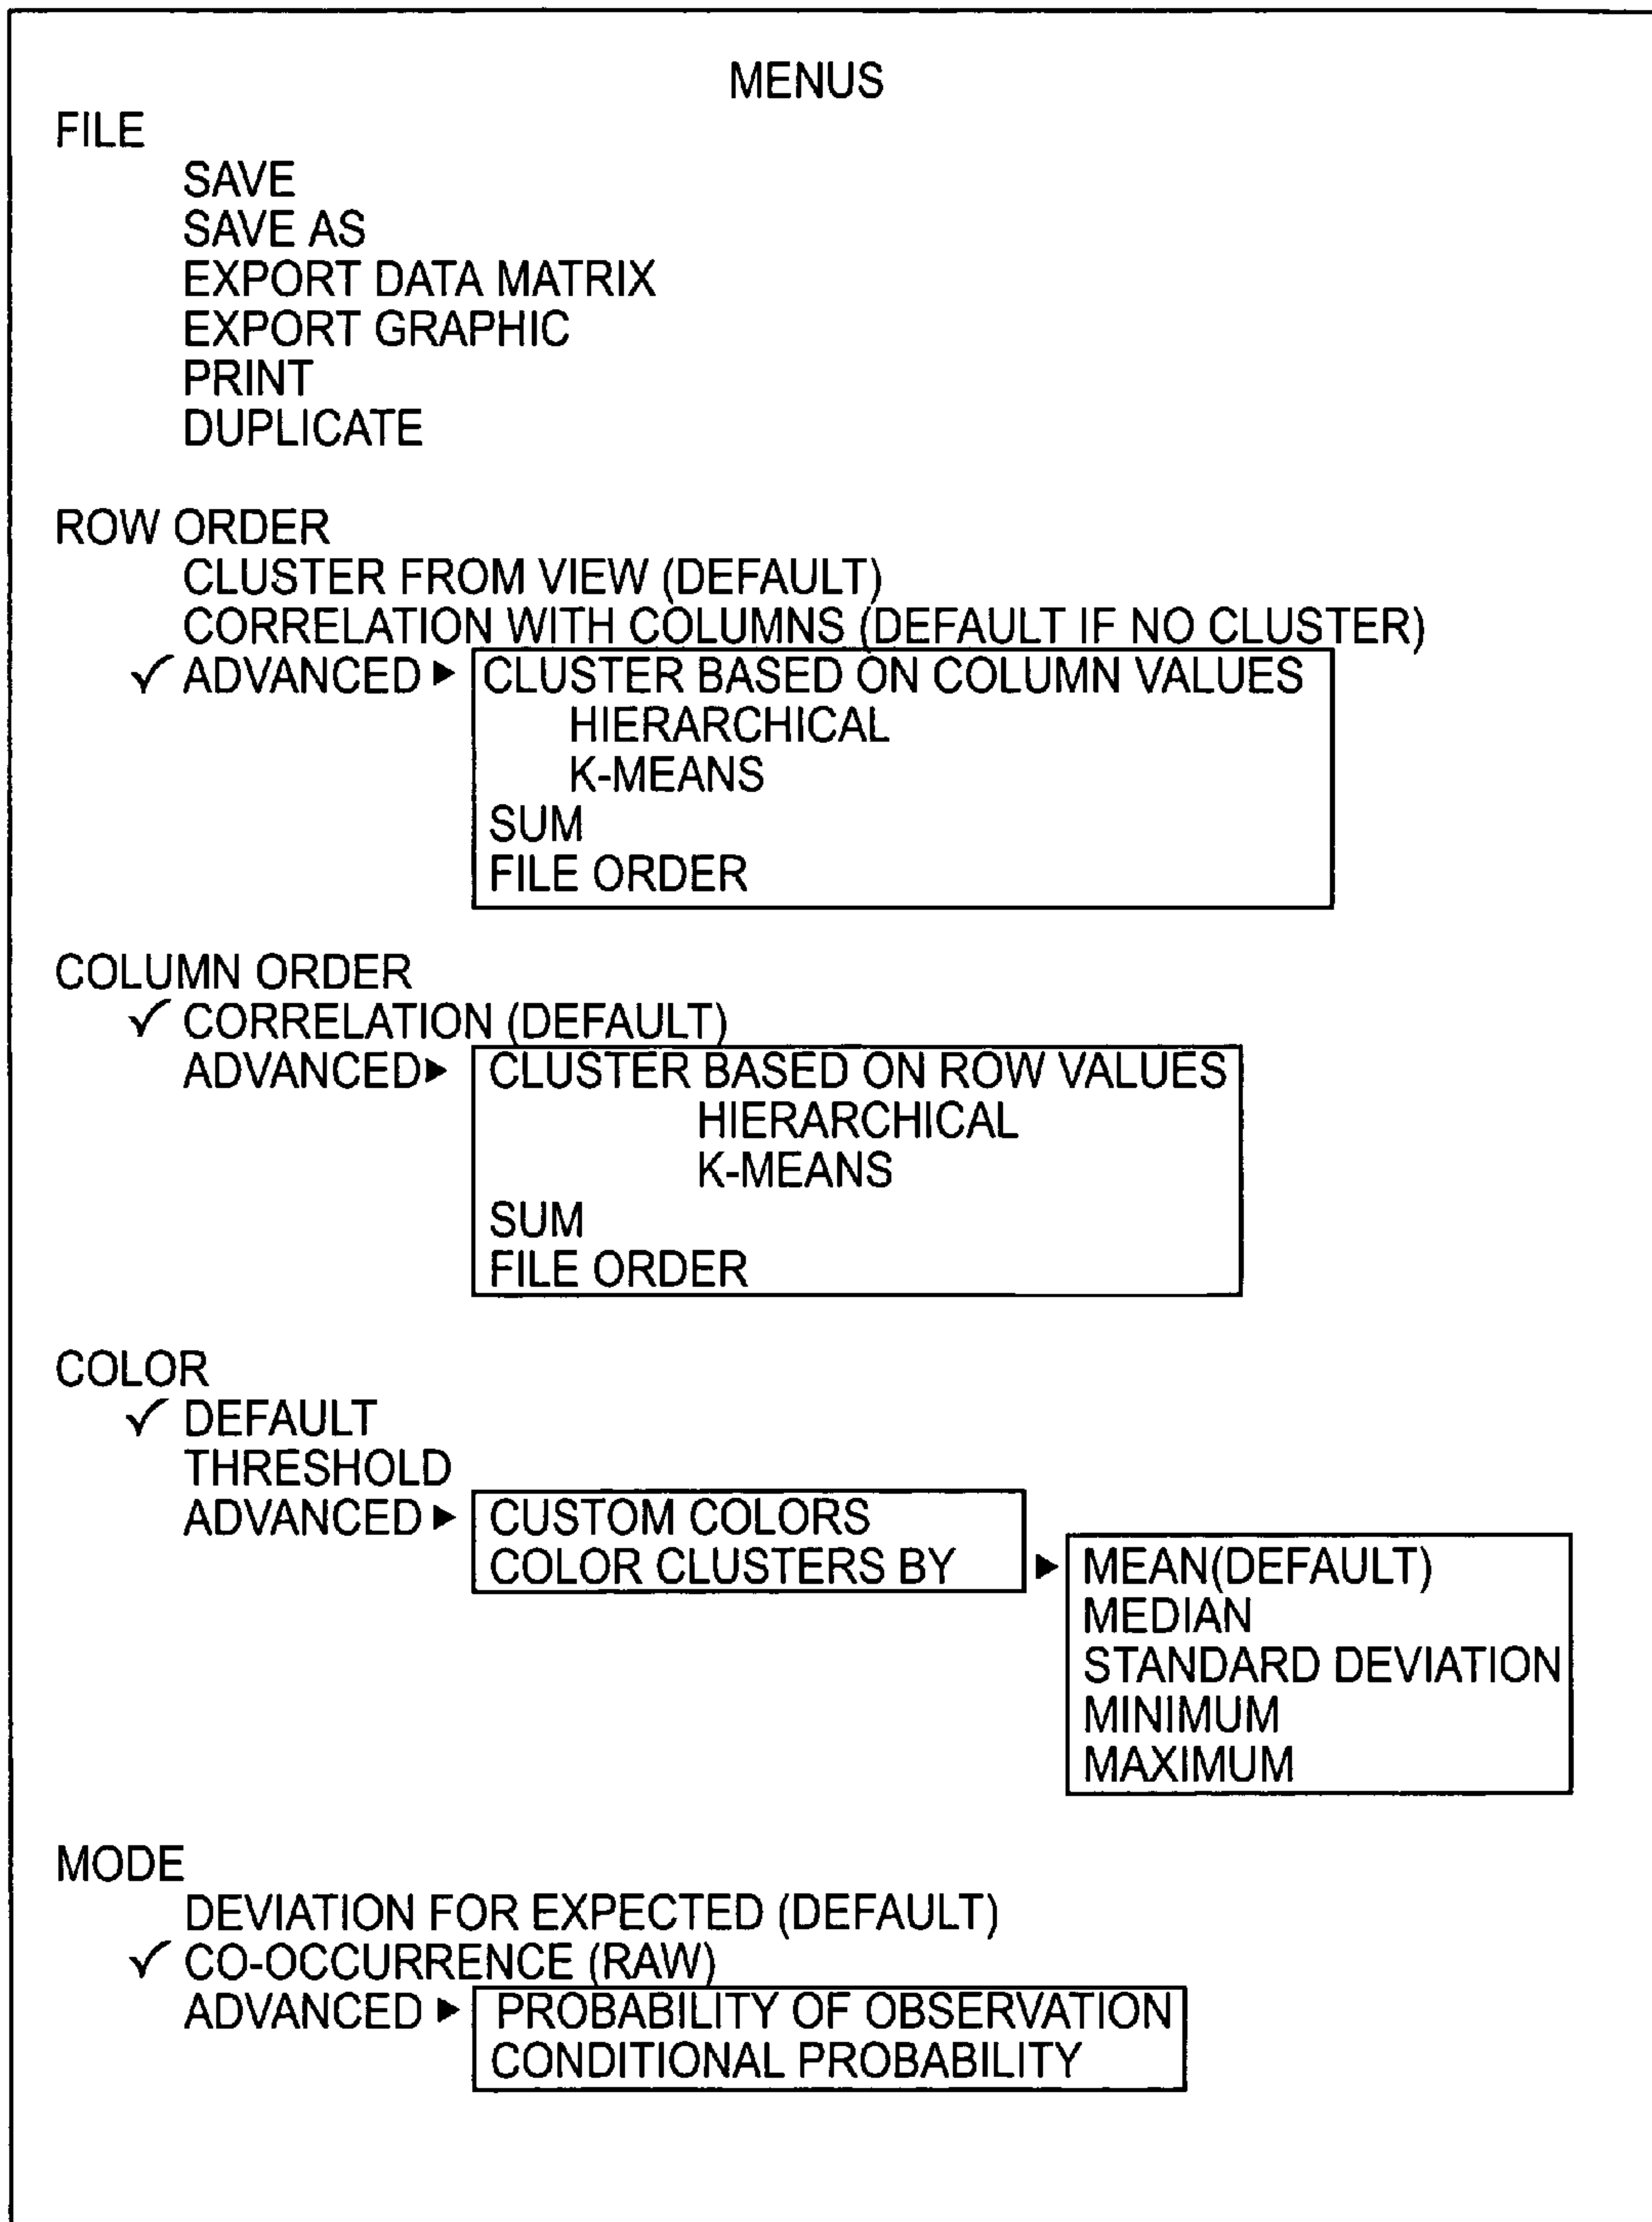 MENUS
FILE
SAVE
SAVE AS
EXPORT DATA MATRIX
EXPORT GRAPHIC
PRINT
DUPLICATE
ROW ORDER
CLUSTER FROM VIEW (DEFAULT)
CORRELATION WITH COLUMNS (DEFAULT IF NO CLUSTER)
✓ ADVANCED ► CLUSTER BASED ON COLUMN VALUES
HIERARCHICAL
K-MEANS
SUM
FILE ORDER
COLUMN ORDER
✓ CORRELATION (DEFAULT)
ADVANCED ► CLUSTER BASED ON ROW VALUES
HIERARCHICAL
K-MEANS
SUM
FILE ORDER
COLOR
✓ DEFAULT
THRESHOLD
ADVANCED ► CUSTOM COLORS
COLOR CLUSTERS BY ► MEAN(DEFAULT)
MEDIAN
STANDARD DEVIATION
MINIMUM
MAXIMUM
MODE
DEVIATION FOR EXPECTED (DEFAULT)
✓ CO-OCCURRENCE (RAW)
ADVANCED ► PROBABILITY OF OBSERVATION
CONDITIONAL PROBABILITY